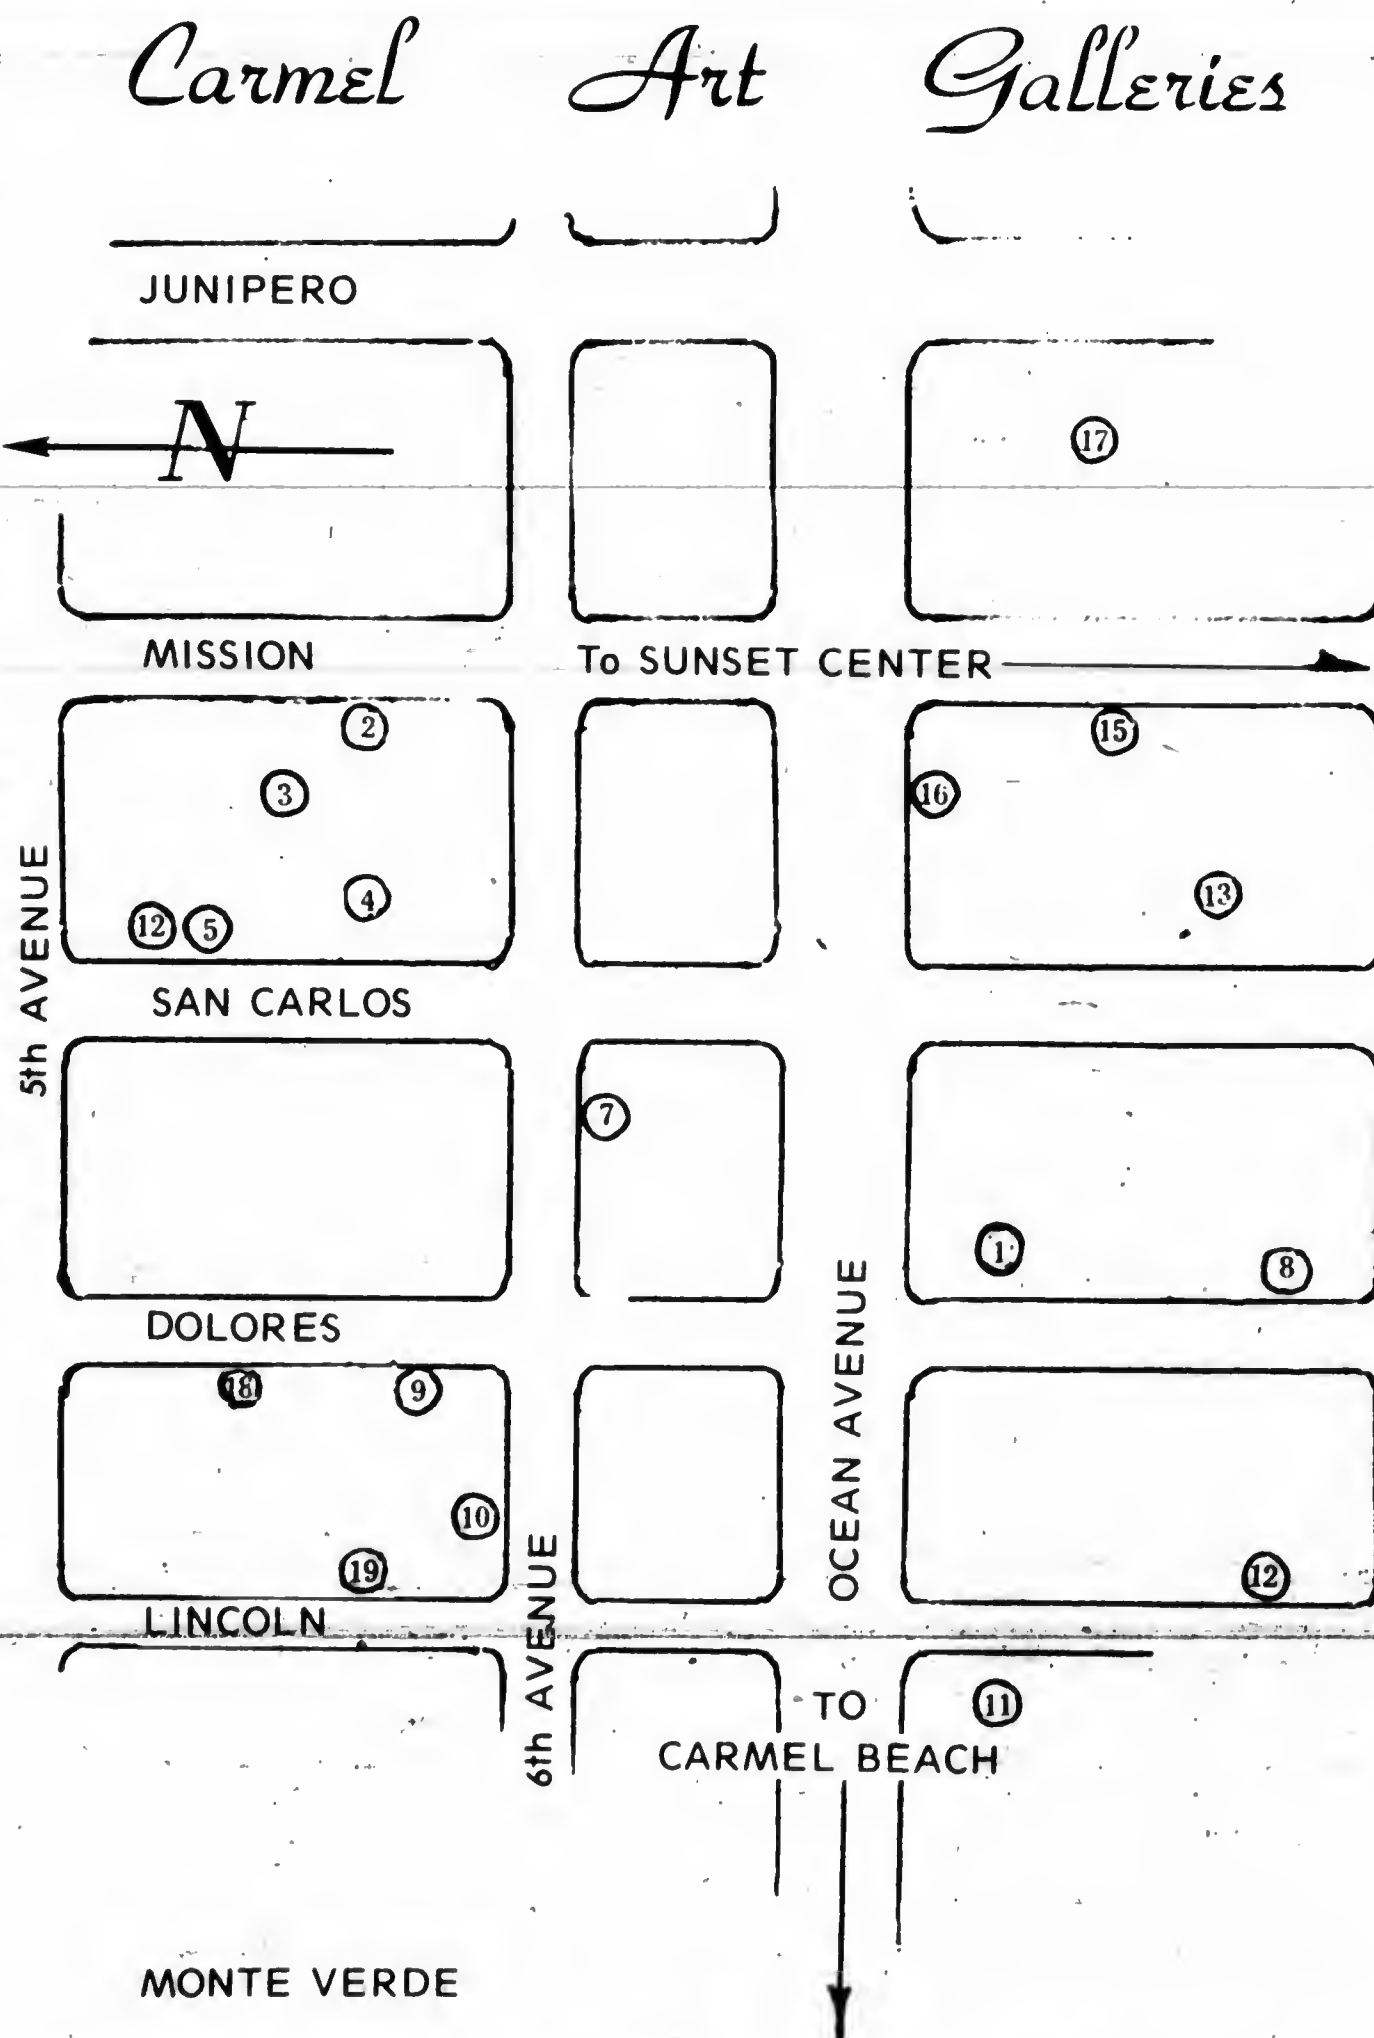 Carmel Art Galleries
JUNIPERO
N
17
MISSION
To SUNSET CENTER
2
15
3
16
4
13
12
5
5th AVENUE
SAN CARLOS
7
1
8
DOLORES
OCEAN AVENUE
18
9
10
19
12
6th AVENUE
LINCOLN
11
TO
CARMEL BEACH
MONTE VERDE